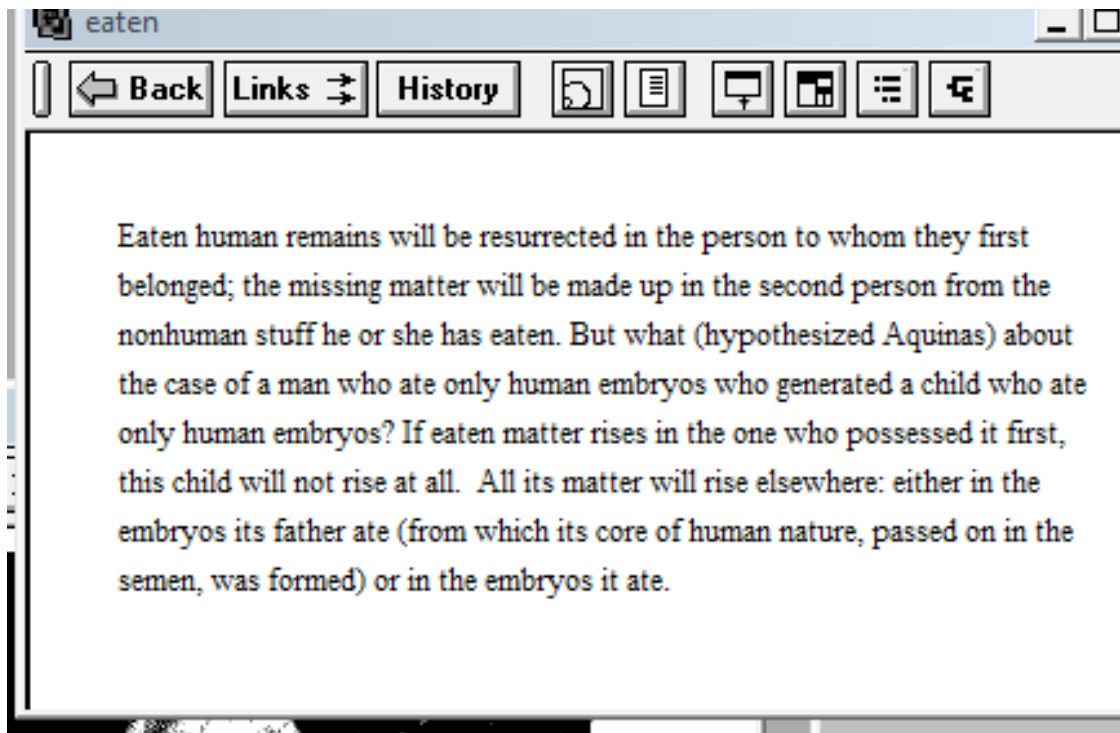 eaten
Back Links History
Eaten human remains will be resurrected in the person to whom they first
belonged; the missing matter will be made up in the second person from the
nonhuman stuff he or she has eaten. But what (hypothesized Aquinas) about
the case of a man who ate only human embryos who generated a child who ate
only human embryos? If eaten matter rises in the one who possessed it first,
this child will not rise at all.  All its matter will rise elsewhere: either in the
embryos its father ate (from which its core of human nature, passed on in the
semen, was formed) or in the embryos it ate.